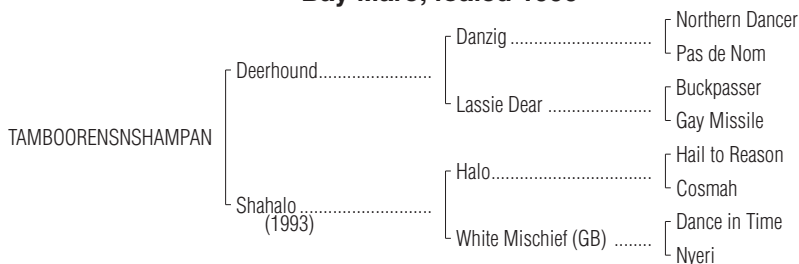 Bay Mare; foaled
Northern Dancer
Danzig
Pas de Nom
Deerhound
Buckpasser
Lassie Dear
Gay Missile
TAMBOORENSNSHAMPAN
Hail to Reason
Halo
Cosmah
Shahalo
(1993)
Dance in Time
White Mischief (GB)
Nyeri